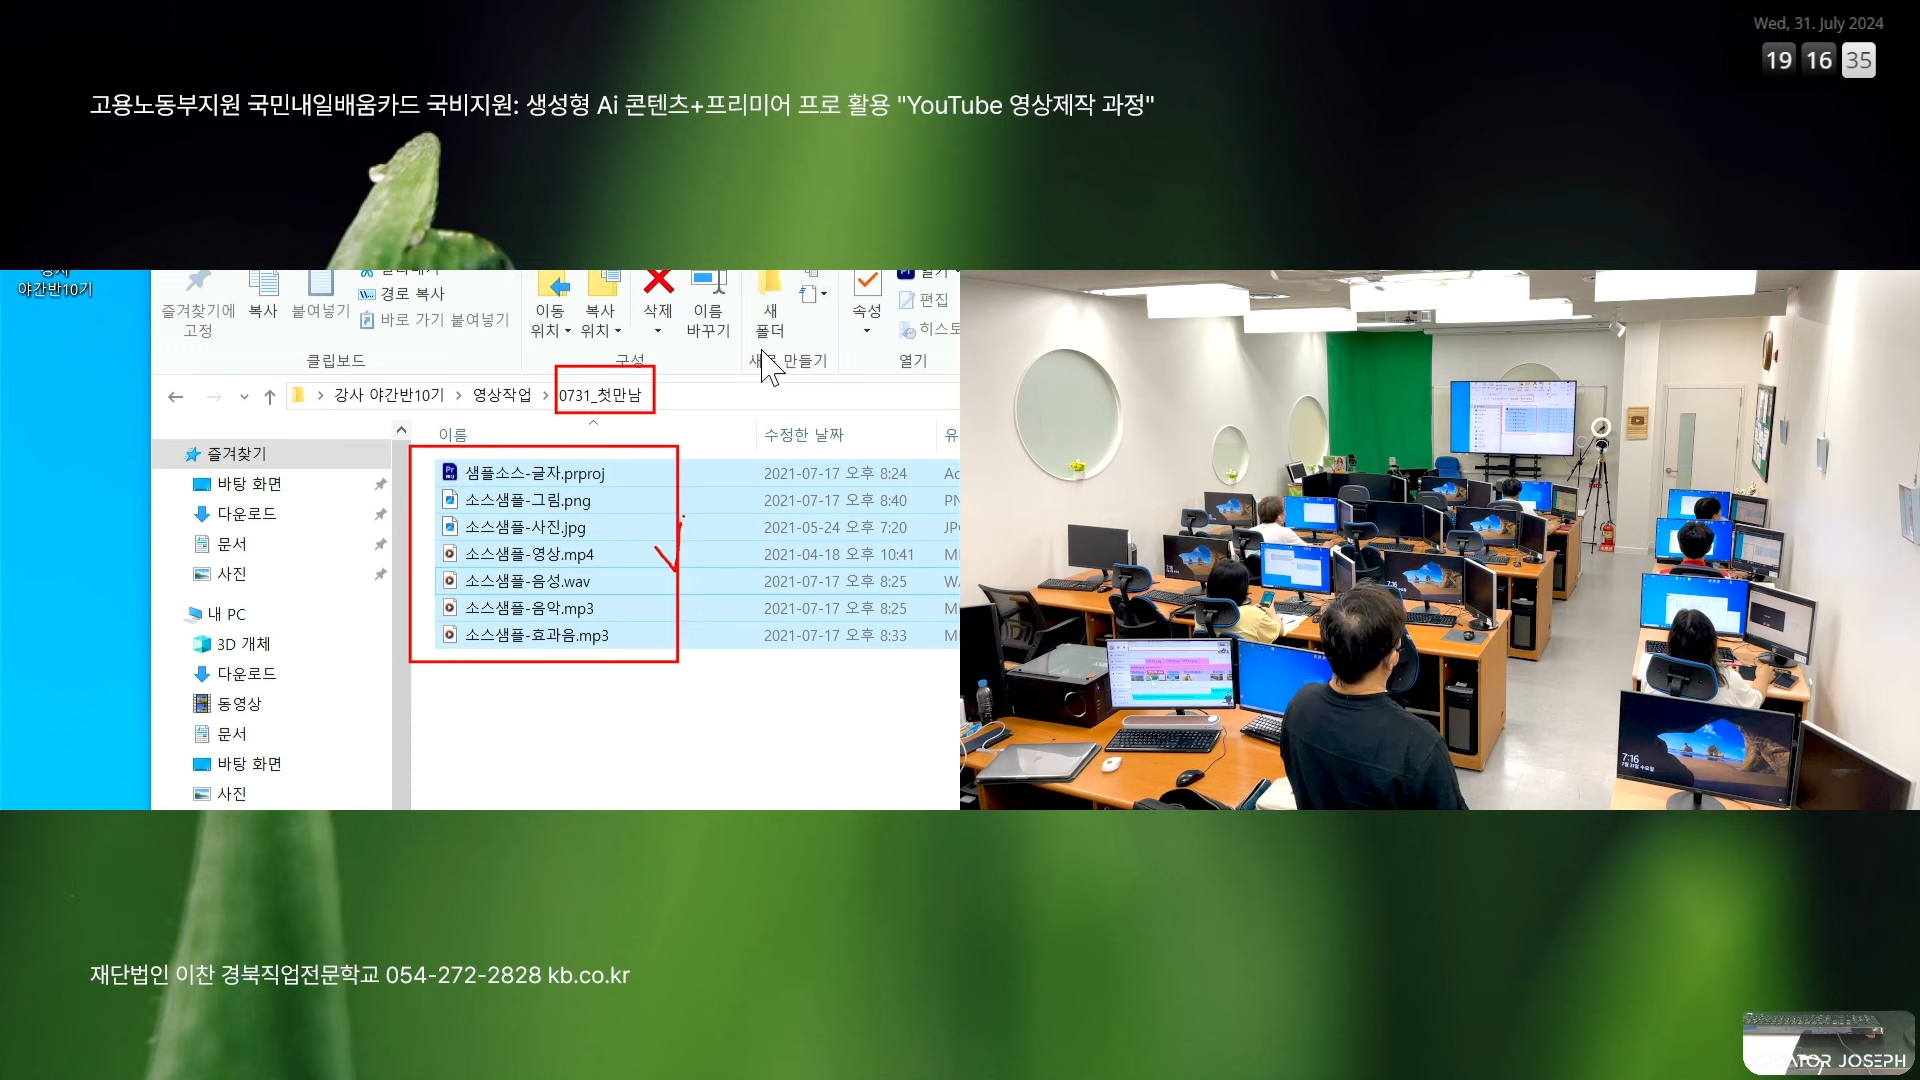 Wed, 31. July 2024
19 16 35
고용노동부지원 국민내일배움카드 국비지원: 생성형 Ai 콘텐츠+프리미어 프로 활용 "YouTube 영상제작 과정"
강사
야간반10기
즐겨찾기에
고정
복사
붙여넣기
경로 복사
바로 가기 붙여넣기
클립보드
이동
위치
복사
위치
삭제
이름
바꾸기
구성
새
폴더
새로 만들기
속성
열기
편집
히스토
열기
강사 야간반10기 > 영상작업 > 0731_첫만남
이름 수정한 날짜 유
샘플소스-글자.prproj 2021-07-17 오후 8:24 Ac
소스샘플-그림.png 2021-07-17 오후 8:40 PN
소스샘플-사진.jpg 2021-05-24 오후 7:20 JP
소스샘플-영상.mp4 2021-04-18 오후 10:41 M
소스샘플-음성.wav 2021-07-17 오후 8:25 W
소스샘플-음악.mp3 2021-07-17 오후 8:25 M
소스샘플-효과음.mp3 2021-07-17 오후 8:33 M
즐겨찾기
바탕 화면
다운로드
문서
사진
내 PC
3D 개체
다운로드
동영상
문서
바탕 화면
사진
7:16
재단법인 이찬 경북직업전문학교 054-272-2828 kb.co.kr
JOSEPH